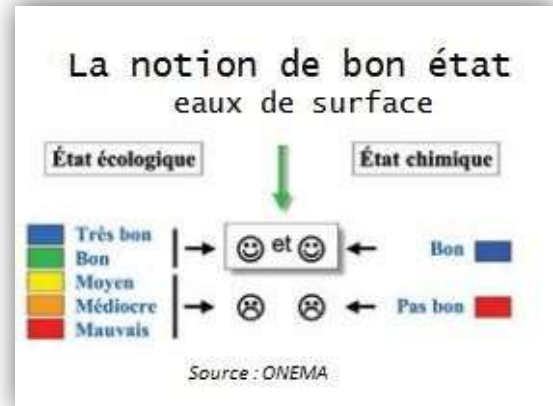 La notion de bon état
eaux de surface
État écologique
État chimique
Très bon
Bon
Moyen
Médiocre
Mauvais
et
Bon
Pas bon
Source : ONEMA